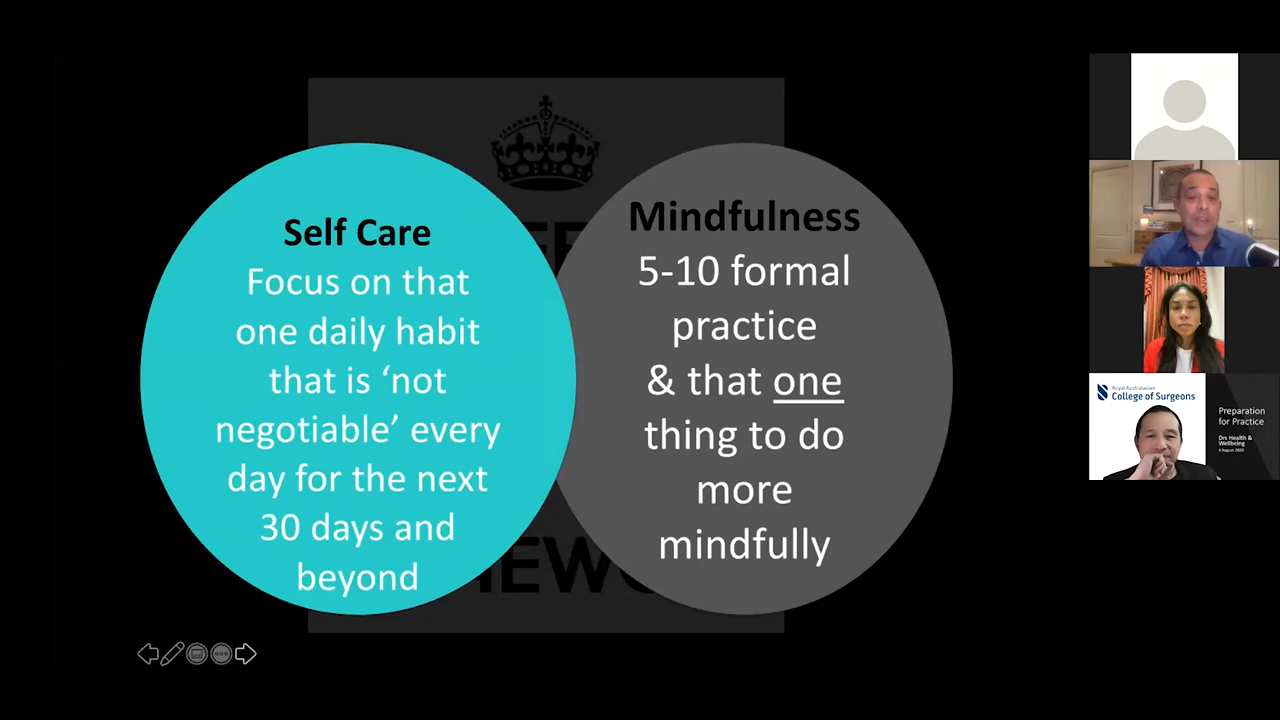 Self Care
Focus on that
one daily habit
that is ‘not
negotiable’ every
day for the next
30 days and
beyond
Mindfulness
5-10 formal
practice
& that one
thing to do
more
mindfully
Royal Australasian
College of Surgeons
Preparation
for Practice
Drs Health &
Wellbeing